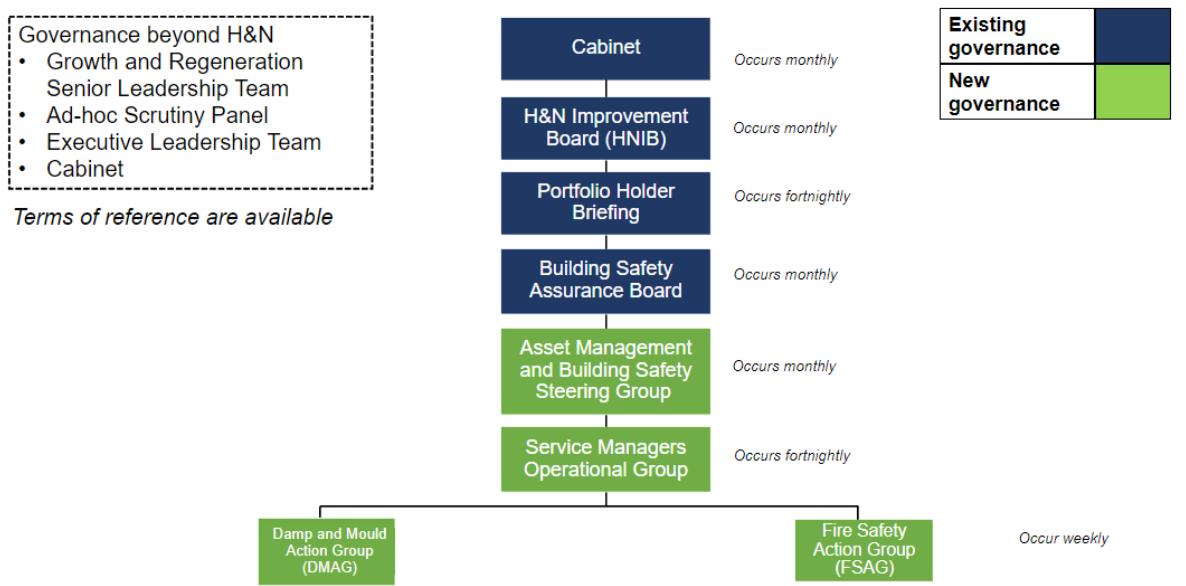 Governance beyond H&N
• Growth and Regeneration
Senior Leadership Team
• Ad-hoc Scrutiny Panel
• Executive Leadership Team
• Cabinet
Terms of reference are available
Existing
governance
New
governance
Cabinet
Occurs monthly
H&N Improvement
Board (HNIB)
Occurs monthly
Portfolio Holder
Briefing
Occurs fortnightly
Building Safety
Assurance Board
Occurs monthly
Asset Management
and Building Safety
Steering Group
Occurs monthly
Service Managers
Operational Group
Occurs fortnightly
Damp and Mould
Action Group
(DMAG)
Fire Safety
Action Group
(FSAG)
Occur weekly